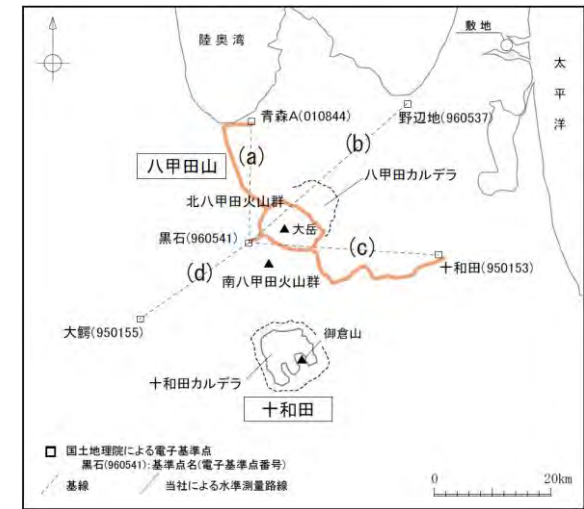 陸奥湾
敷地
太平洋
青森A(010844)
野辺地(960537)
(a)
(b)
八甲田山
八甲田カルデラ
北八甲田火山群
大岳
黒石(960541)
(c)
(d)
十和田(950153)
南八甲田火山群
大鰐(950155)
御倉山
十和田カルデラ
十和田
国土地理院による電子基準点
黒石(960541):基準点名(電子基準点番号)
基線
当社による水準測量路線
0
20km